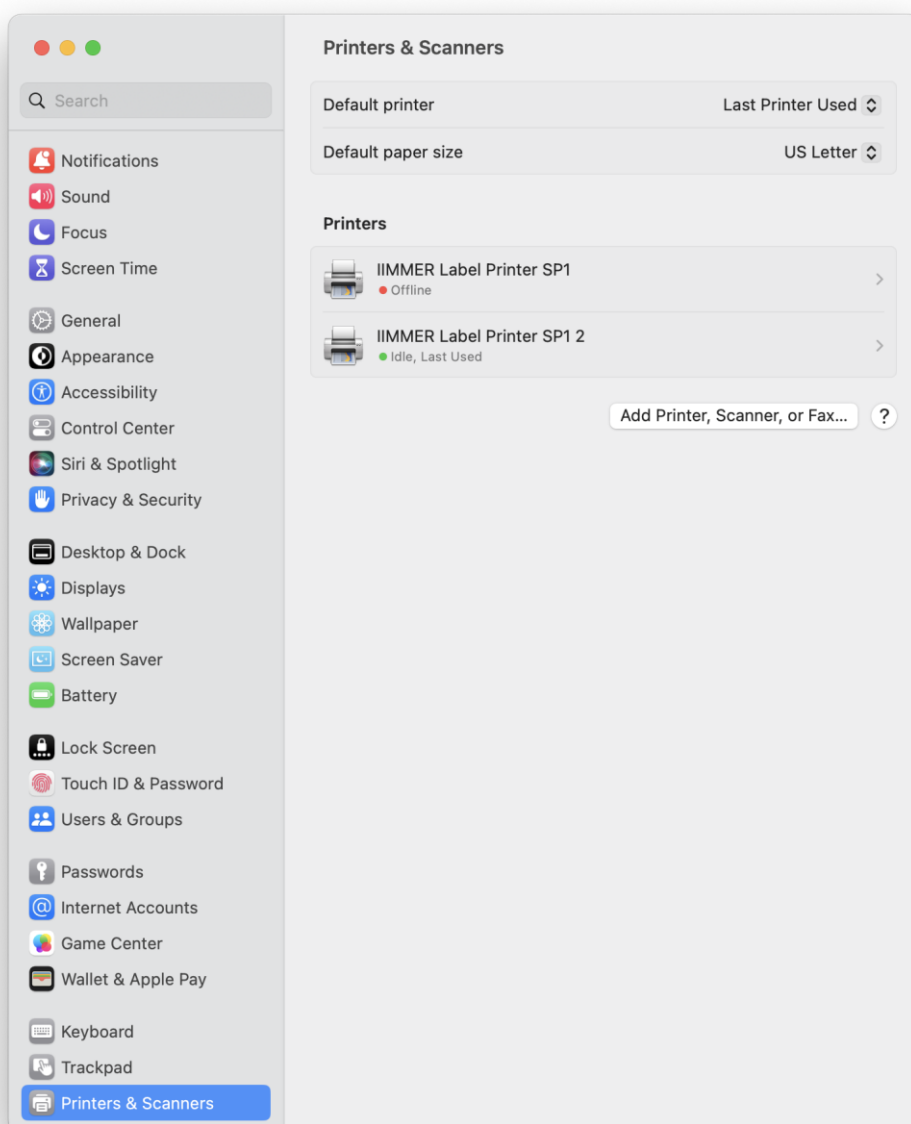 Search
Notifications
Sound
Focus
Screen Time
General
Appearance
Accessibility
Control Center
Siri & Spotlight
Privacy & Security
Desktop & Dock
Displays
Wallpaper
Screen Saver
Battery
Lock Screen
Touch ID & Password
Users & Groups
Passwords
Internet Accounts
Game Center
Wallet & Apple Pay
Keyboard
Trackpad
Printers & Scanners
Printers & Scanners
Default printer Last Printer Used
Default paper size US Letter
Printers
IIMMER Label Printer SP1
Offline
IIMMER Label Printer SP1 2
Idle, Last Used
Add Printer, Scanner, or Fax... ?